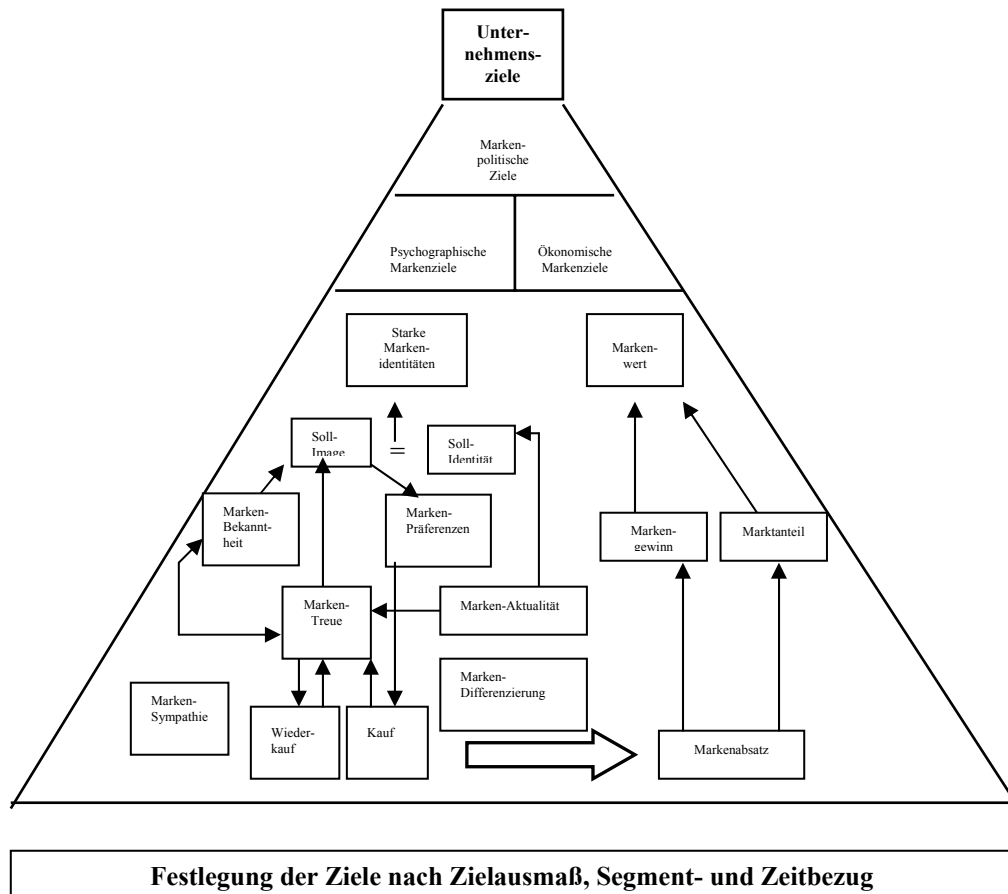 Unter-
nehmens-
ziele
Marken-
politische
Ziele
Psychographische
Markenziele
Ökonomische
Markenziele
Starke
Marken-
identitäten
Marken-
wert
Soll-
Image
=
Soll-
Identität
Marken-
Bekannt-
heit
Marken-
Präferenzen
Marken-
gewinn
Marktanteil
Marken-
Treue
Marken-Aktualität
Marken-
Sympathie
Marken-
Differenzierung
Wieder-
kauf
Kauf
Markenabsatz
Festlegung der Ziele nach Zielausmaß, Segment- und Zeitbezug